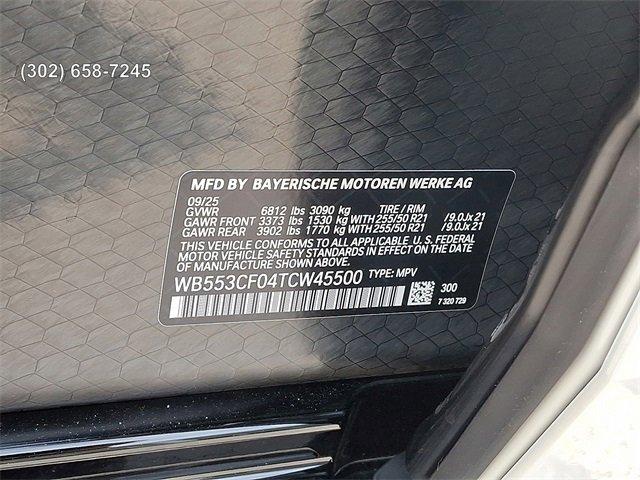 (302) 658-7245
MFD BY BAYERISCHE MOTOREN WERKE AG
09/25
GVWR 6812 lbs 3090 kg TIRE / RIM
GAWR FRONT 3373 lbs 1530 kg WITH 255/50 R21 /9.0Jx 21
GAWR REAR 3902 lbs 1770 kg WITH 255/50 R21 /9.0Jx 21
THIS VEHICLE CONFORMS TO ALL APPLICABLE U. S. FEDERAL
MOTOR VEHICLE SAFETY STANDARDS IN EFFECT ON THE DATE
OF MANUFACTURE SHOWN ABOVE.
WB553CF04TCW45500 TYPE: MPV
300
7 320 729